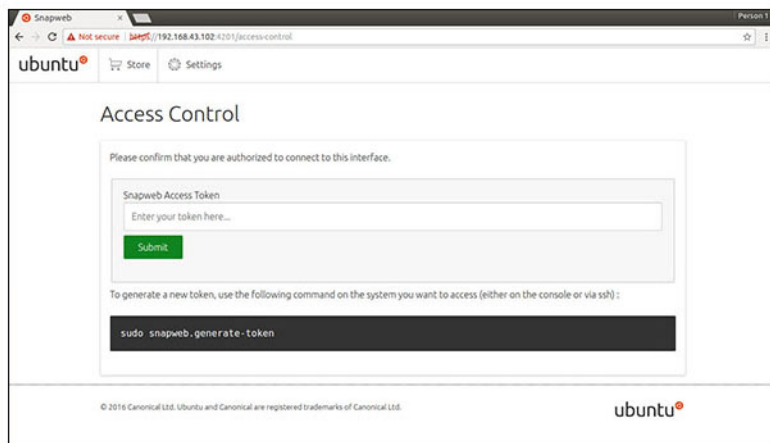 Snapweb
Person 1
Not secure | https://192.168.43.102:4201/access-control
ubuntu
Store
Settings
Access Control
Please confirm that you are authorized to connect to this interface.
Snapweb Access Token
Enter your token here...
Submit
To generate a new token, use the following command on the system you want to access (either on the console or via ssh) :
sudo snapweb.generate-token
© 2016 Canonical Ltd. Ubuntu and Canonical are registered trademarks of Canonical Ltd.
ubuntu